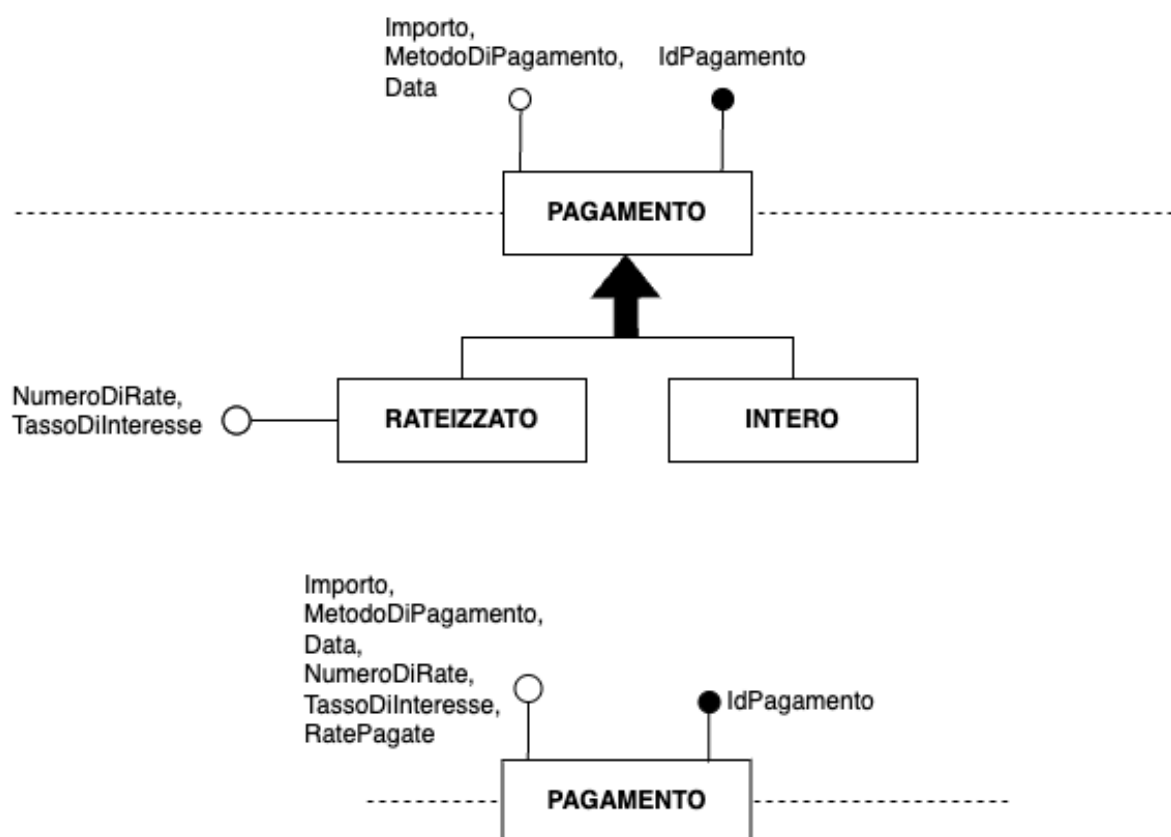 Importo,
MetodoDiPagamento,
Data
IdPagamento
PAGAMENTO
NumeroDiRate,
TassoDiInteresse
RATEIZZATO
INTERO
Importo,
MetodoDiPagamento,
Data,
NumeroDiRate,
TassoDiInteresse,
RatePagate
IdPagamento
PAGAMENTO